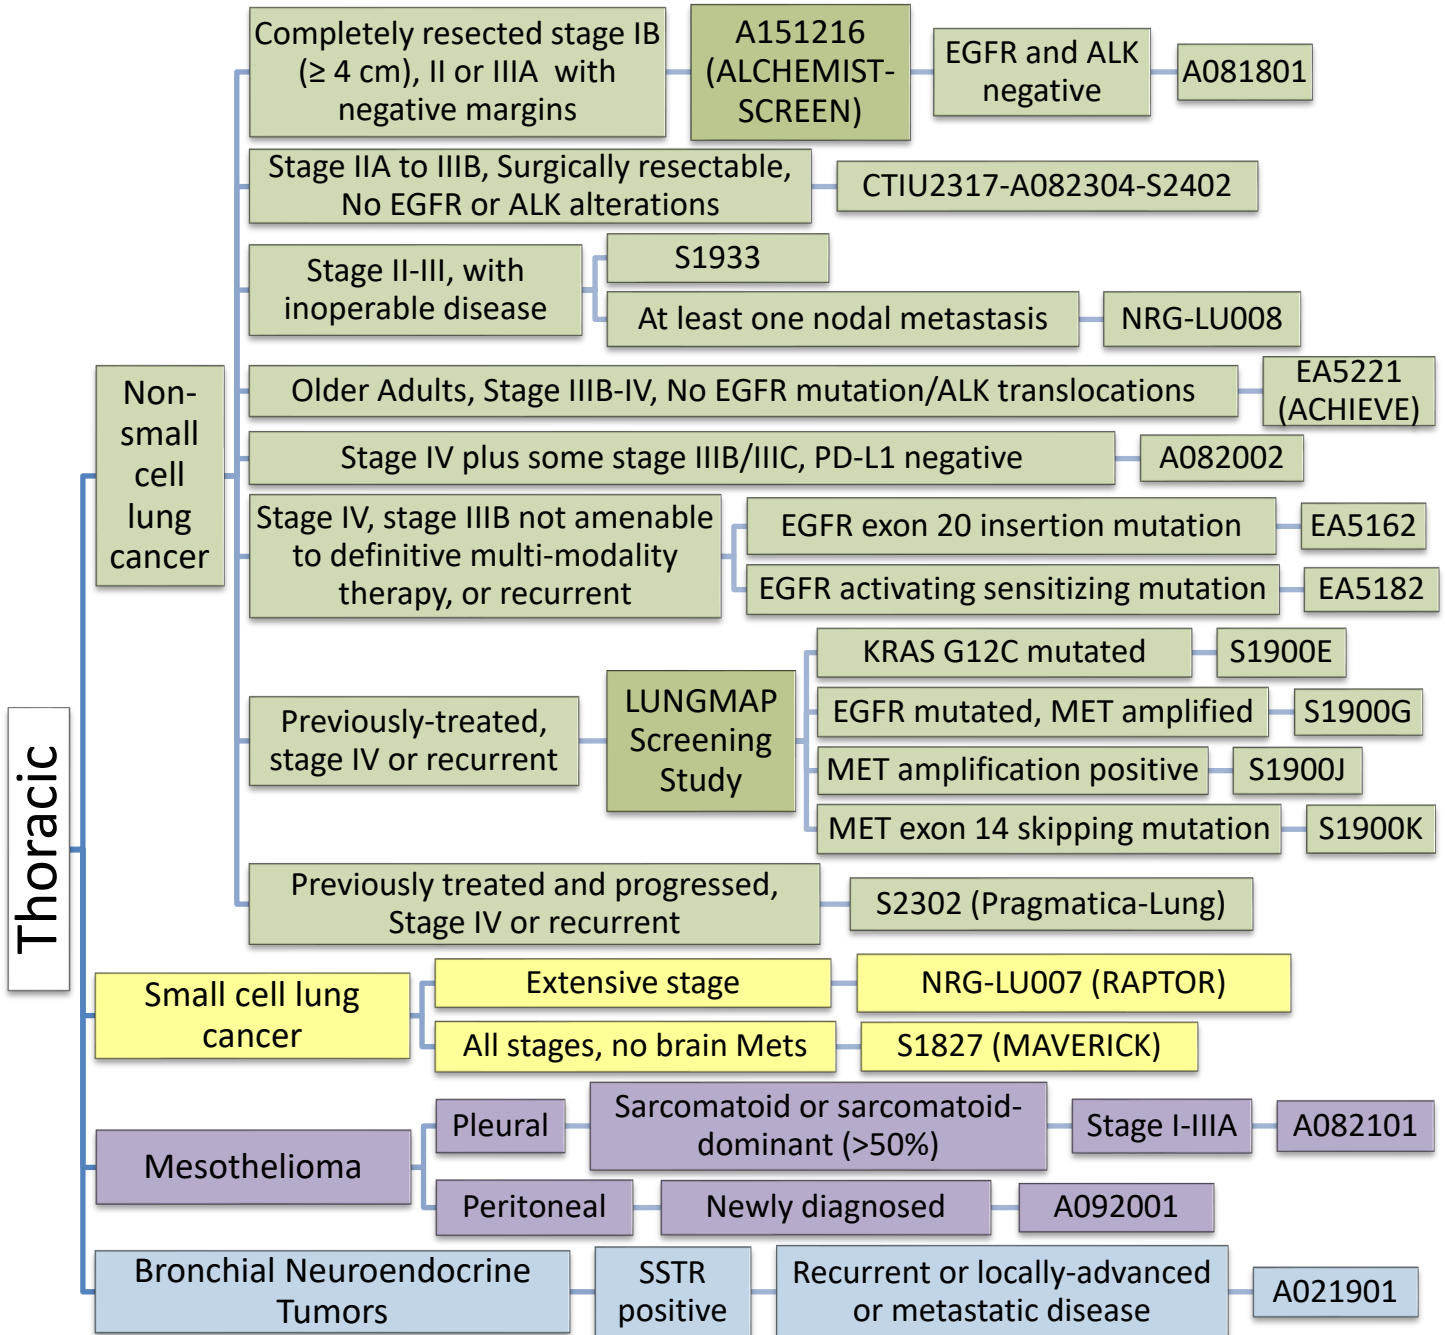 Thoracic
Non-
small
cell
lung
cancer
Completely resected stage IB
(≥ 4 cm), II or IIIA with
negative margins
A151216
(ALCHEMIST-
SCREEN)
EGFR and ALK
negative
A081801
Stage IIA to IIIB, Surgically resectable,
No EGFR or ALK alterations
CTIU2317-A082304-S2402
Stage II-III, with
inoperable disease
S1933
At least one nodal metastasis
NRG-LU008
Older Adults, Stage IIIB-IV, No EGFR mutation/ALK translocations
EA5221
(ACHIEVE)
Stage IV plus some stage IIIB/IIIC, PD-L1 negative
A082002
Stage IV, stage IIIB not amenable
to definitive multi-modality
therapy, or recurrent
EGFR exon 20 insertion mutation
EA5162
EGFR activating sensitizing mutation
EA5182
Previously-treated,
stage IV or recurrent
LUNGMAP
Screening
Study
KRAS G12C mutated
S1900E
EGFR mutated, MET amplified
S1900G
MET amplification positive
S1900J
MET exon 14 skipping mutation
S1900K
Previously treated and progressed,
Stage IV or recurrent
S2302 (Pragmatica-Lung)
Small cell lung
cancer
Extensive stage
NRG-LU007 (RAPTOR)
All stages, no brain Mets
S1827 (MAVERICK)
Mesothelioma
Pleural
Sarcomatoid or sarcomatoid-
dominant (>50%)
Stage I-IIIA
A082101
Peritoneal
Newly diagnosed
A092001
Bronchial Neuroendocrine
Tumors
SSTR
positive
Recurrent or locally-advanced
or metastatic disease
A021901